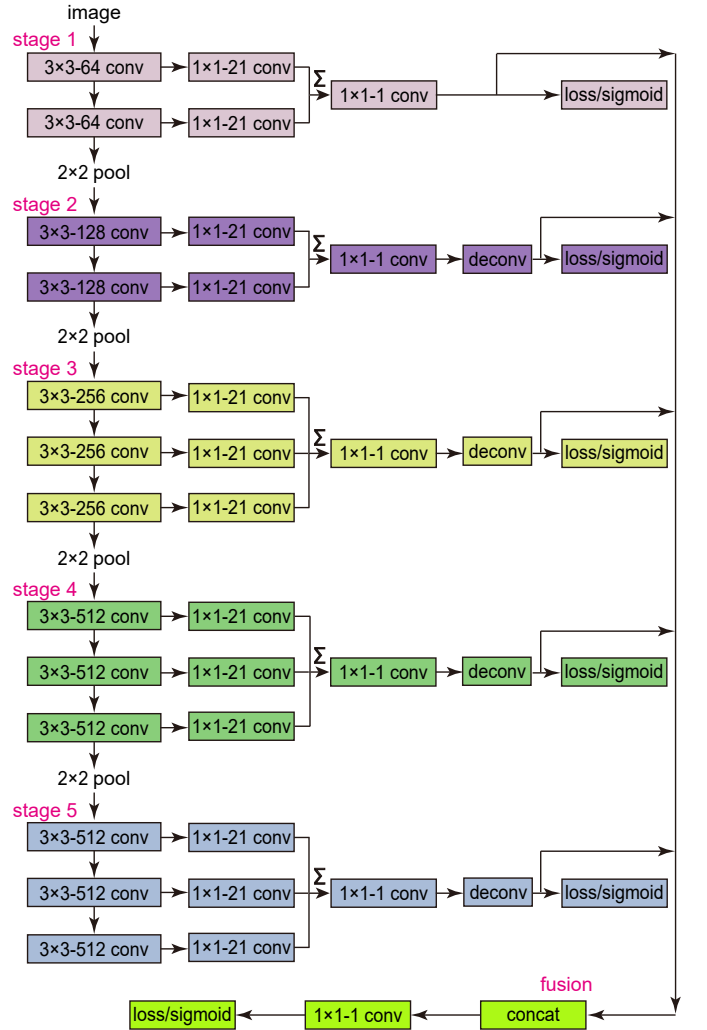 image
stage 1
3×3-64 conv 1×1-21 conv
Σ
1×1-1 conv loss/sigmoid
3×3-64 conv 1×1-21 conv
2×2 pool
stage 2
3×3-128 conv 1×1-21 conv
Σ
1×1-1 conv deconv loss/sigmoid
3×3-128 conv 1×1-21 conv
2×2 pool
stage 3
3×3-256 conv 1×1-21 conv
Σ
3×3-256 conv 1×1-21 conv 1×1-1 conv deconv loss/sigmoid
3×3-256 conv 1×1-21 conv
2×2 pool
stage 4
3×3-512 conv 1×1-21 conv
Σ
3×3-512 conv 1×1-21 conv 1×1-1 conv deconv loss/sigmoid
3×3-512 conv 1×1-21 conv
2×2 pool
stage 5
3×3-512 conv 1×1-21 conv
Σ
3×3-512 conv 1×1-21 conv 1×1-1 conv deconv loss/sigmoid
3×3-512 conv 1×1-21 conv
fusion
loss/sigmoid 1×1-1 conv concat